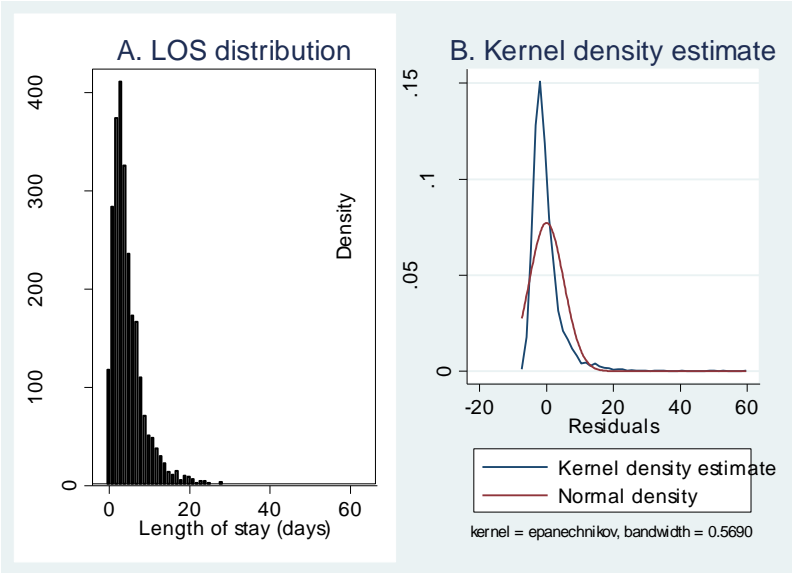 A. LOS distribution
400
300
200
100
0
0
20
40
60
Length of stay (days)
B. Kernel density estimate
Density
.15
.1
.05
0
-20
0
20
40
60
Residuals
Kernel density estimate
Normal density
kernel = epanechnikov, bandwidth = 0.5690